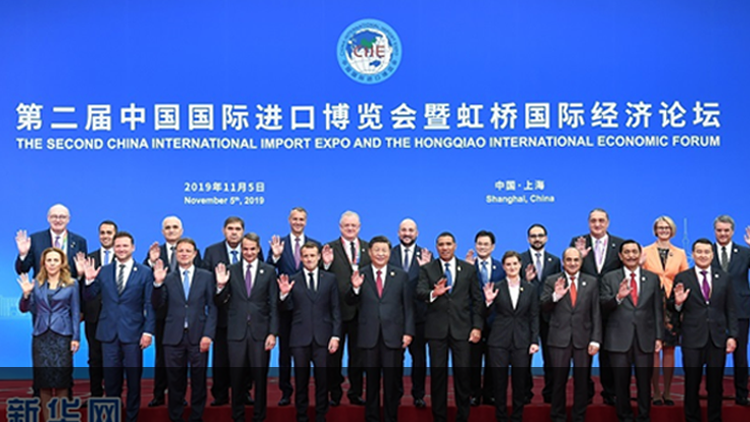 CIIE
第二届中国国际进口博览会暨虹桥国际经济论坛
THE SECOND CHINA INTERNATIONAL IMPORT EXPO AND THE HONGQIAO INTERNATIONAL ECONOMIC FORUM
2019年11月5日
November 5th, 2019
中国·上海
Shanghai, China
新华网